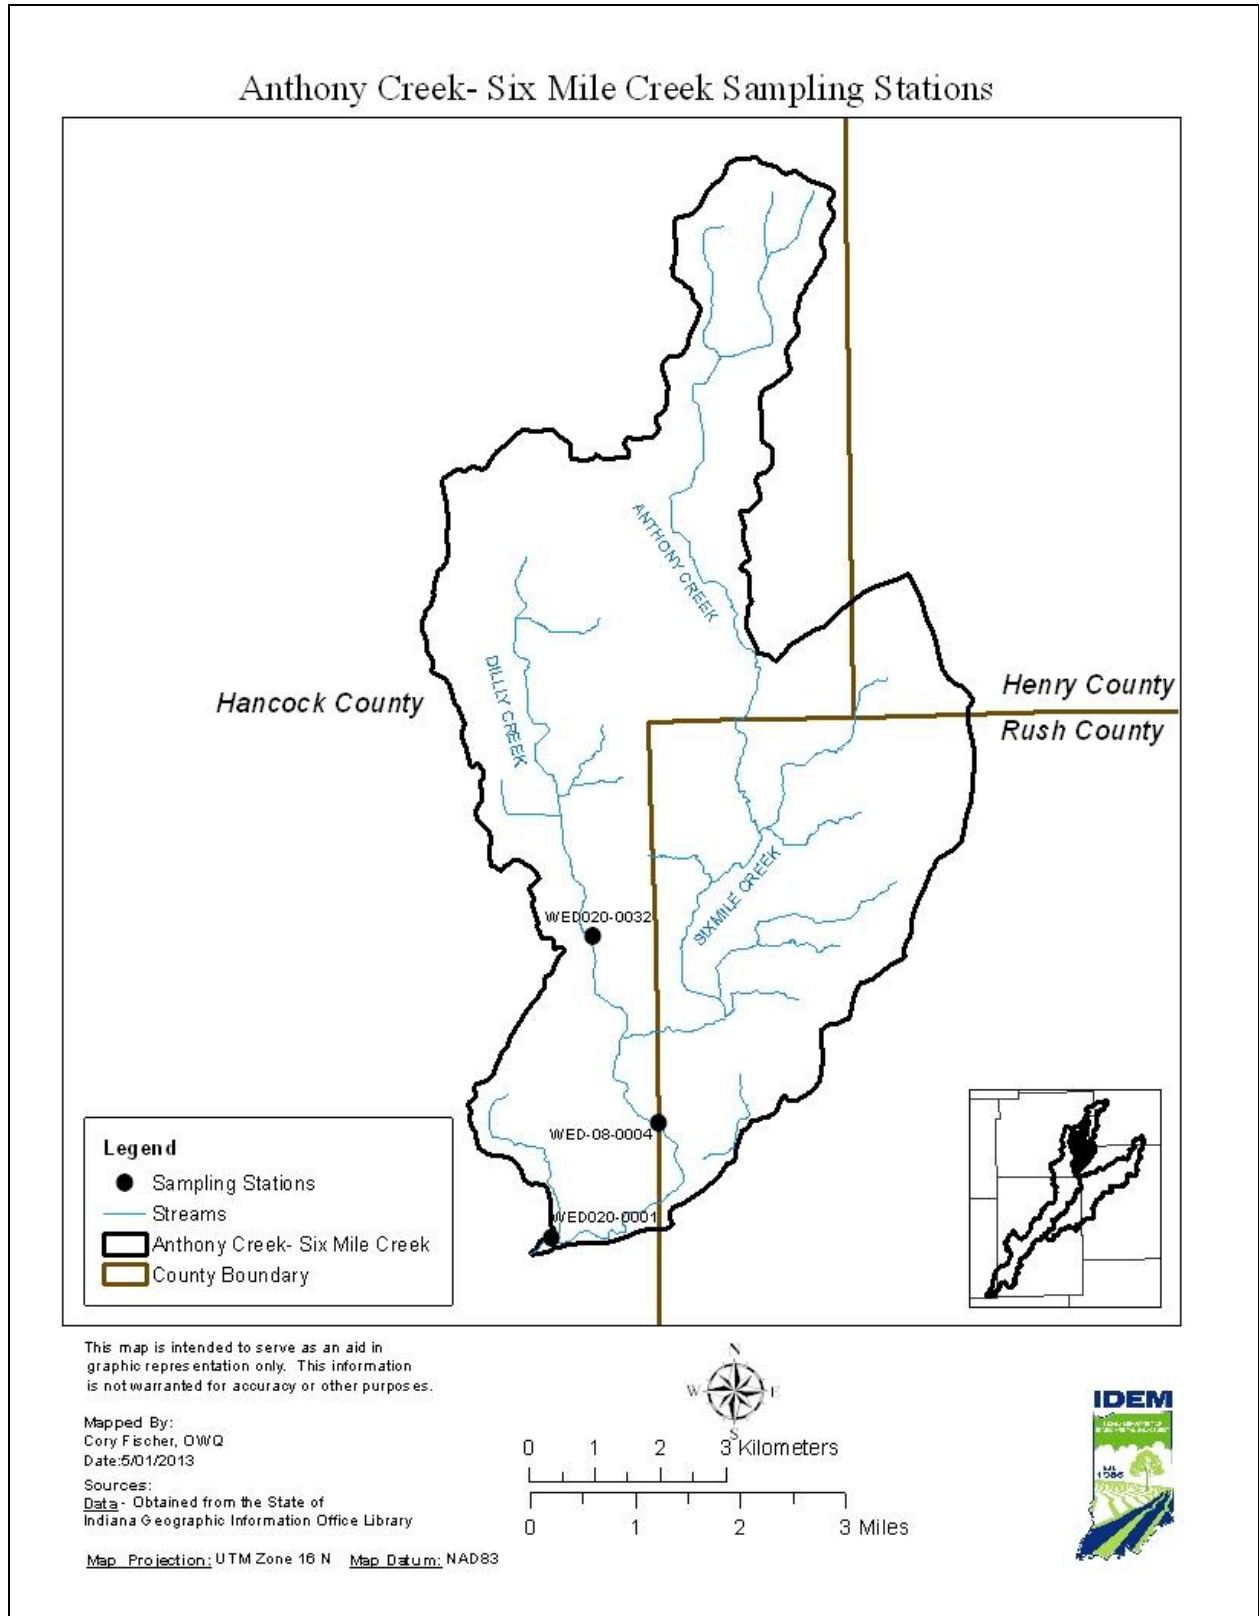 Anthony Creek- Six Mile Creek Sampling Stations
ANTHONY CREEK
DILLLY CREEK
Hancock County
Henry County
Rush County
SIXMILE CREEK
WED020-0032
WED-08-0004
WED020-0001
Legend
Sampling Stations
Streams
Anthony Creek- Six Mile Creek
County Boundary
This map is intended to serve as an aid in
graphic representation only. This information
is not warranted for accuracy or other purposes.
Mapped By:
Cory Fischer, OWQ
Date:5/01/2013
Sources:
Data - Obtained from the State of
Indiana Geographic Information Office Library
Map Projection: UTM Zone 16 N Map Datum: NAD83
N
W E
S
0 1 2 3 Kilometers
0 1 2 3 Miles
IDEM
1986